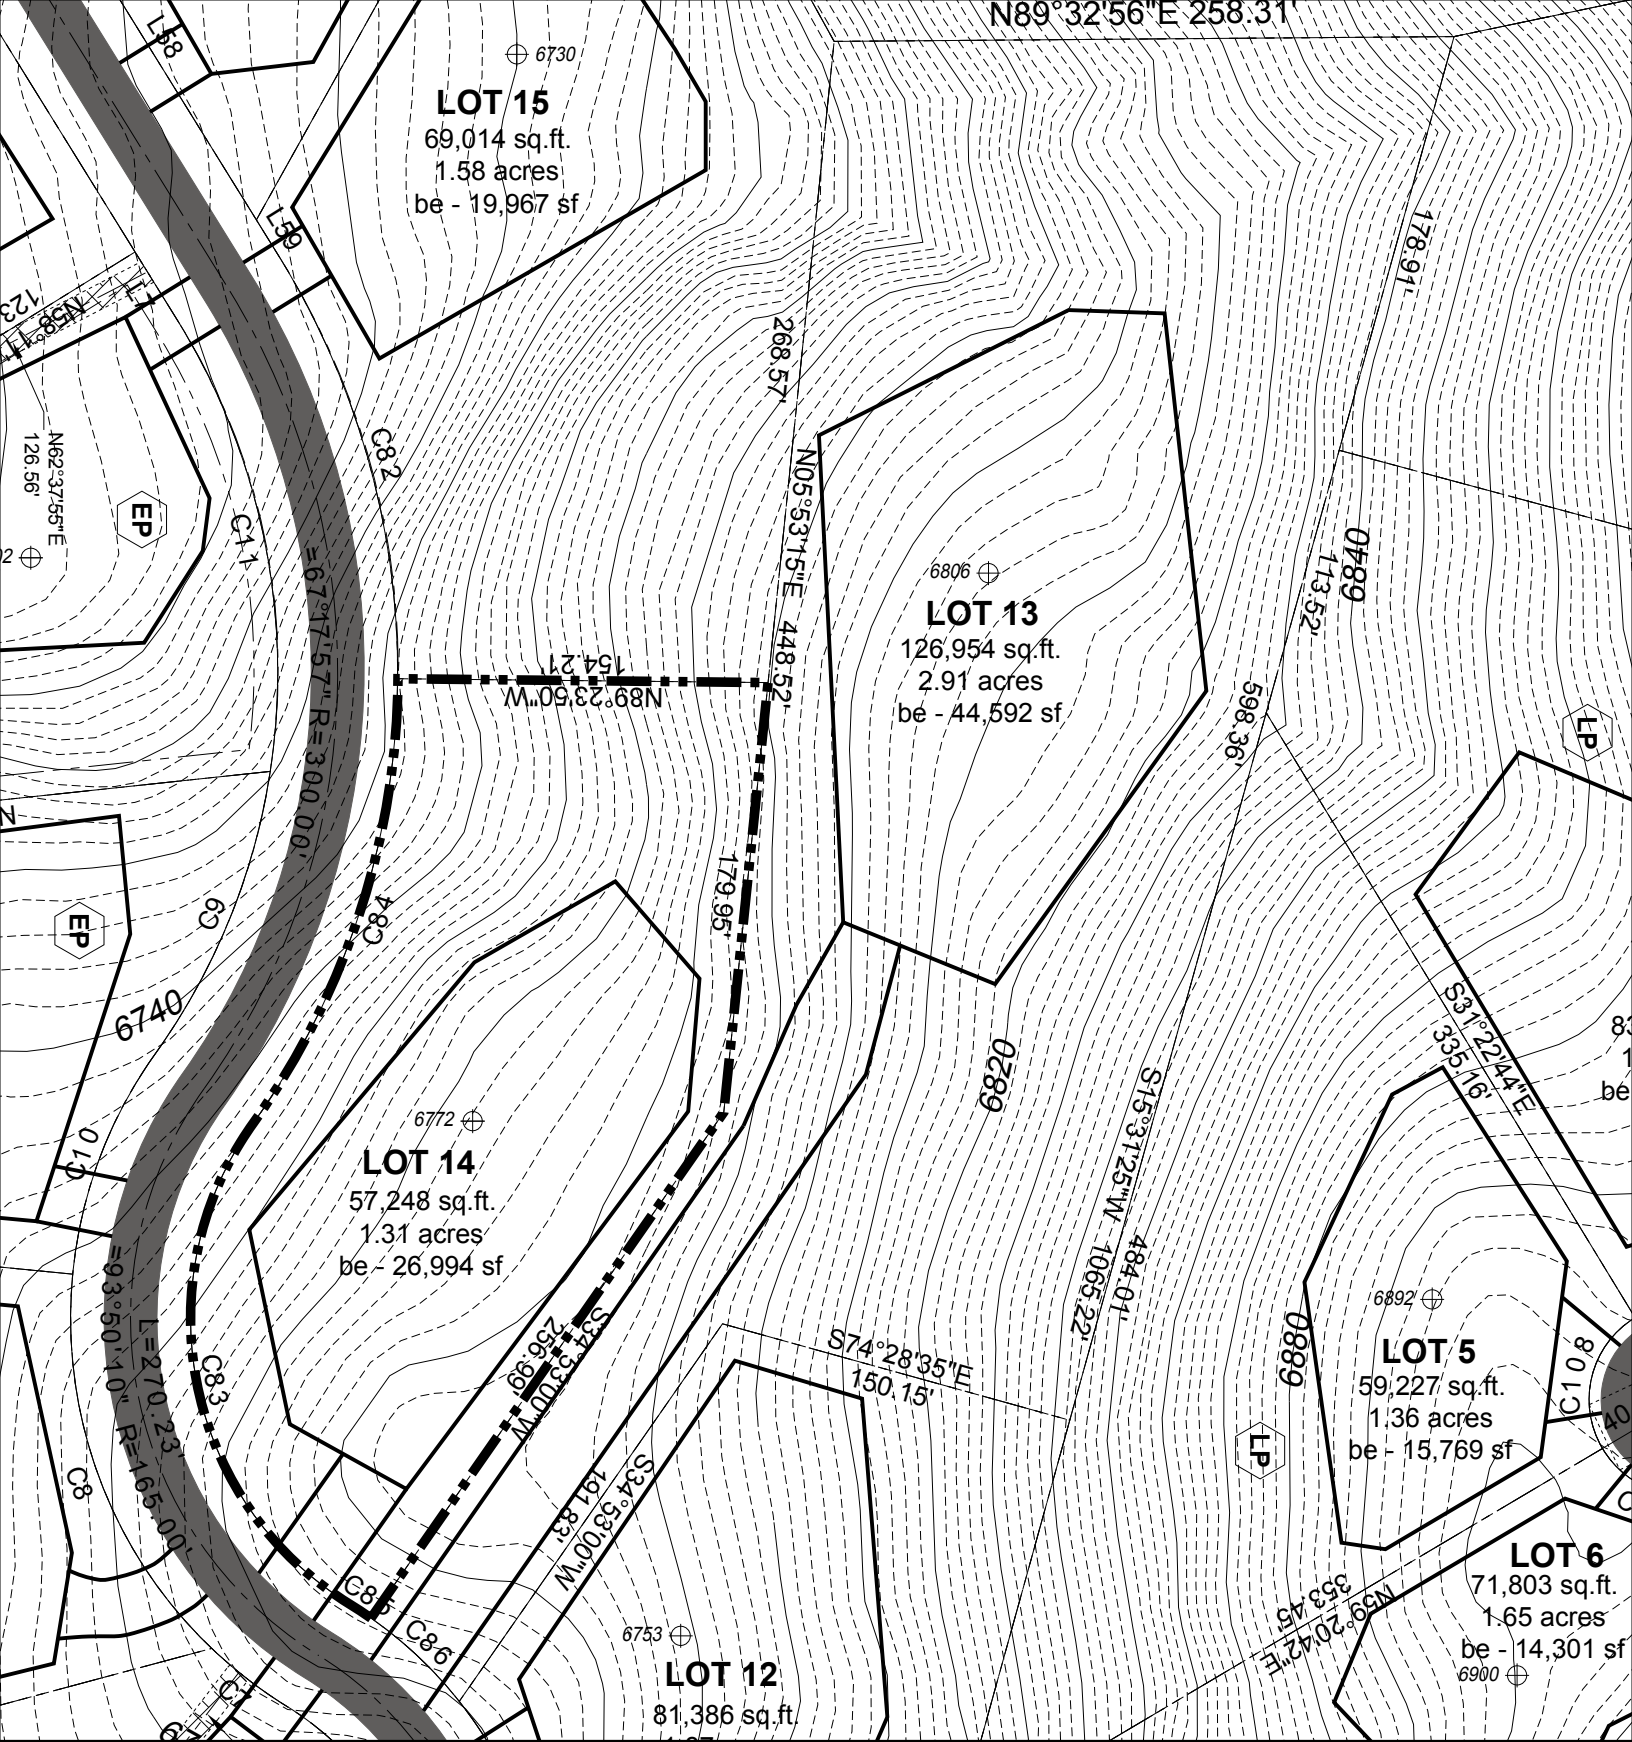 N89°32'56"E 258.31'
L58
6730
LOT 15
69,014 sq.ft.
1.58 acres
be - 19,967 sf
L59
178.91'
123
N58°11'
268.57'
C82
N62°37'55"E
126.56'
EP
C11
N05°53'15"E 448.52'
6806
LOT 13
126,954 sq.ft.
2.91 acres
be - 44,592 sf
6840
113.52'
=67°17'57" R=300.00'
154.21'
N89°23'50"W
598.36'
LP
N
179.95'
C84
C9
EP
6740
S31°22'44"E
335.16'
83
1
be
6820
C10
6772
LOT 14
57,248 sq.ft.
1.31 acres
be - 26,994 sf
S15°31'25"W 1065.22'
484.01'
=93°50'10" R=165.00'
L=270.23'
C83
S34°53'00"W
256.99'
S74°28'35"E
150.15'
6880
6892
LOT 5
59,227 sq.ft.
1.36 acres
be - 15,769 sf
C108
40
LP
C8
S34°53'00"W
191.83'
C85
C86
6753
LOT 12
81,386 sq.ft.
N59°20'42"E
353.45'
LOT 6
71,803 sq.ft.
1.65 acres
be - 14,301 sf
6900
C7